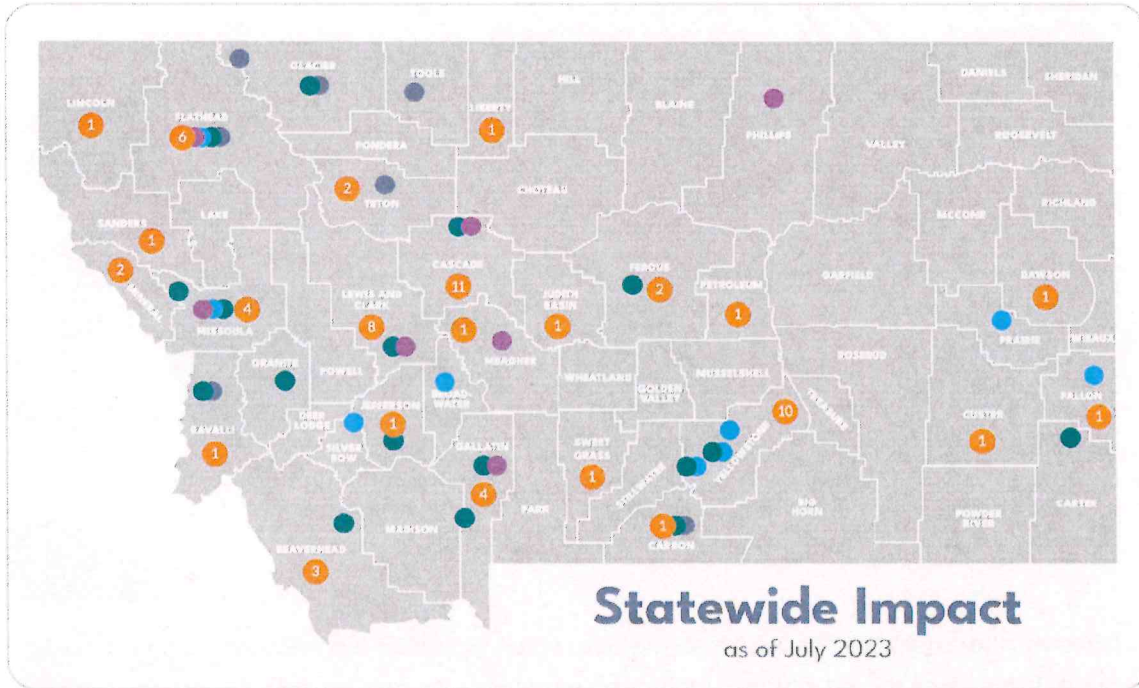 GLACIER
TOOLE
HILL
DANIELS
SHERIDAN
LINCOLN
1
FLATHEAD
6
LIBERTY
1
BLAINE
PHILLIPS
VALLEY
ROOSEVELT
PONDERA
2
TETON
CHOTEAU
LAKE
MCCONE
RICHLAND
SANDERS
1
2
CASCADE
11
FERGUS
2
PETROLEUM
1
GARFIELD
DAWSON
1
4
MISSOULA
LEWIS AND
CLARK
8
1
JUDITH
BASIN
1
MEAGHER
PRAIRIE
WIBAUX
GRANITE
POWELL
WHEATLAND
GOLDEN
VALLEY
MUSSELSHELL
ROSEBUD
TREASURE
BROAD-
WATER
JEFFERSON
1
DEER
LODGE
SILVER
BOW
RAVALLI
1
GALLATIN
4
SWEET
GRASS
1
STILLWATER
YELLOWSTONE
10
CUSTER
1
FALLON
1
MADISON
PARK
1
CARBON
BIG
HORN
POWDER
RIVER
CARTER
BEAVERHEAD
3
Statewide Impact
as of July 2023